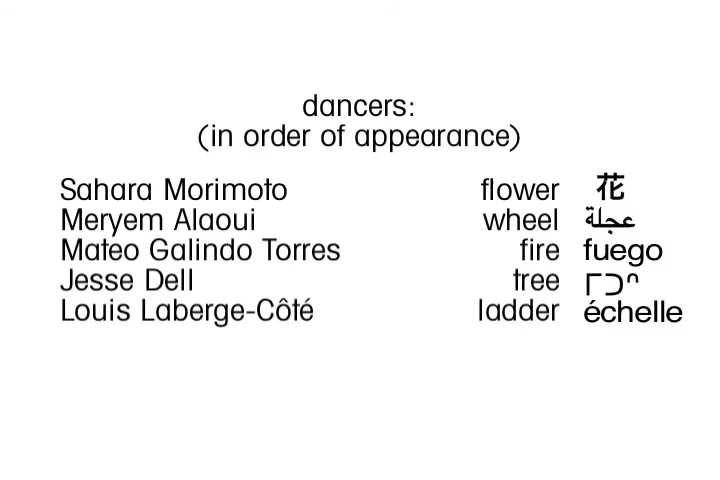 dancers:
(in order of appearance)
Sahara Morimoto flower 花
Meryem Alaoui wheel عجلة
Mateo Galindo Torres fire fuego
Jesse Dell tree ᒥᑐᐢ
Louis Laberge-Côté ladder échelle